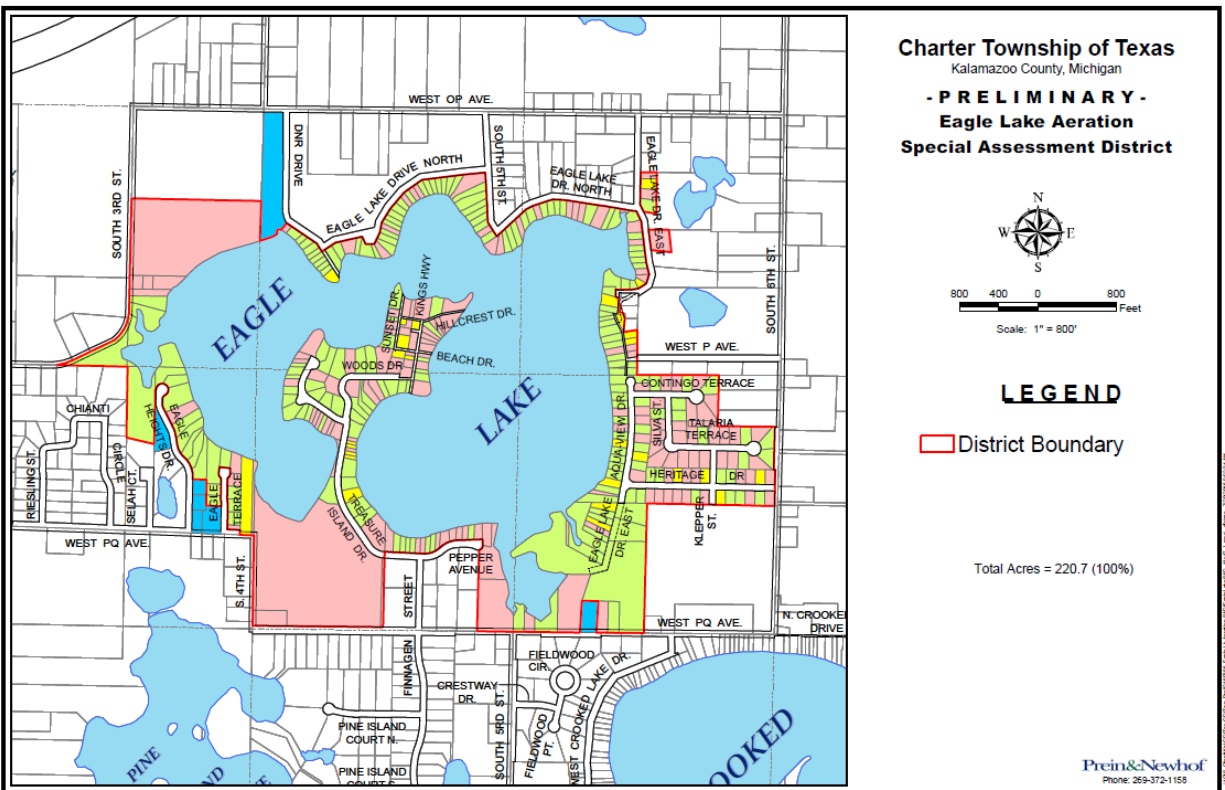 Charter Township of Texas
Kalamazoo County, Michigan
- P R E L I M I N A R Y -
Eagle Lake Aeration
Special Assessment District
N
W
E
S
800
400
0
800
Feet
Scale: 1" = 800'
LEGEND
District Boundary
Total Acres = 220.7 (100%)
Prein&Newhof
Phone: 269-372-1158
WEST OP AVE.
DNR DRIVE
EAGLE LAKE DRIVE NORTH
SOUTH 5TH ST.
EAGLE LAKE
DR. NORTH
EAGLE LAKE DR. EAST
SOUTH 3RD ST.
SOUTH 6TH ST.
EAGLE
LAKE
SUNSET DR.
KINGS HWY
HILLCREST DR.
BEACH DR.
WOODS DR.
WEST P AVE.
CONTINGO TERRACE
SILVA ST.
TALARIA
TERRACE
AQUA-VIEW DR.
HERITAGE
DR
KLEPPER
ST.
EAGLE LAKE
DR. EAST
CHIANTI
CIRCLE
RIESLING ST.
SELAH CT.
EAGLE
HEIGHTS DR.
EAGLE
TERRACE
WEST PQ AVE.
S. 4TH ST.
TREASURE
ISLAND DR.
PEPPER
AVENUE
STREET
FINNAGEN
WEST PQ AVE.
N. CROOKED
DRIVE
FIELDWOOD
CIR.
CRESTWAY
DR.
SOUTH 5RD ST.
FIELDWOOD
PT.
WEST CROOKED LAKE DR.
PINE ISLAND
COURT N.
PINE ISLAND
PINE
ND
OOKED